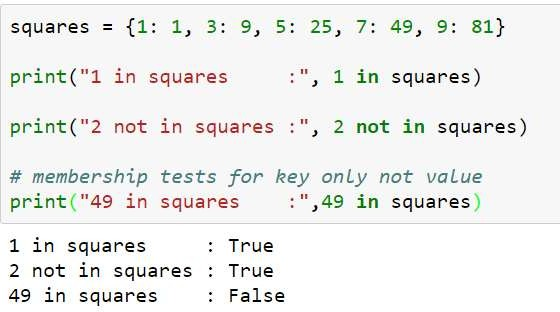 squares = {1: 1, 3: 9, 5: 25, 7: 49, 9: 81}
print("1 in squares     :", 1 in squares)
print("2 not in squares :", 2 not in squares)
# membership tests for key only not value
print("49 in squares    :",49 in squares)
1 in squares     : True
2 not in squares : True
49 in squares    : False